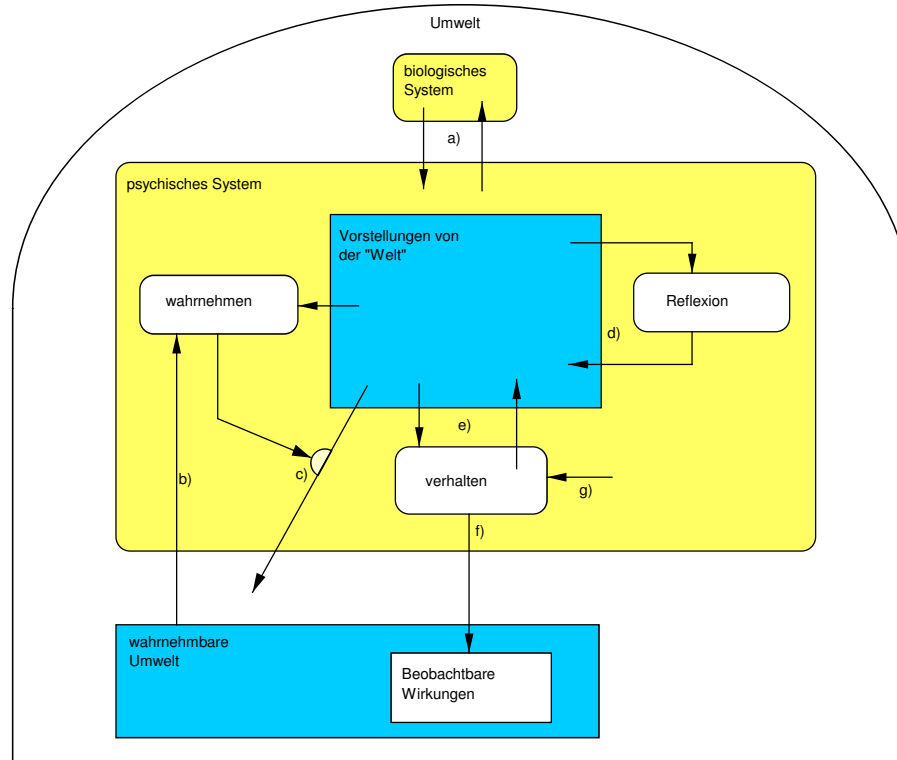 Umwelt
biologisches
System
a)
psychisches System
Vorstellungen von
der "Welt"
wahrnehmen
Reflexion
d)
e)
c)
b)
verhalten
g)
f)
wahrnehmbare
Umwelt
Beobachtbare
Wirkungen